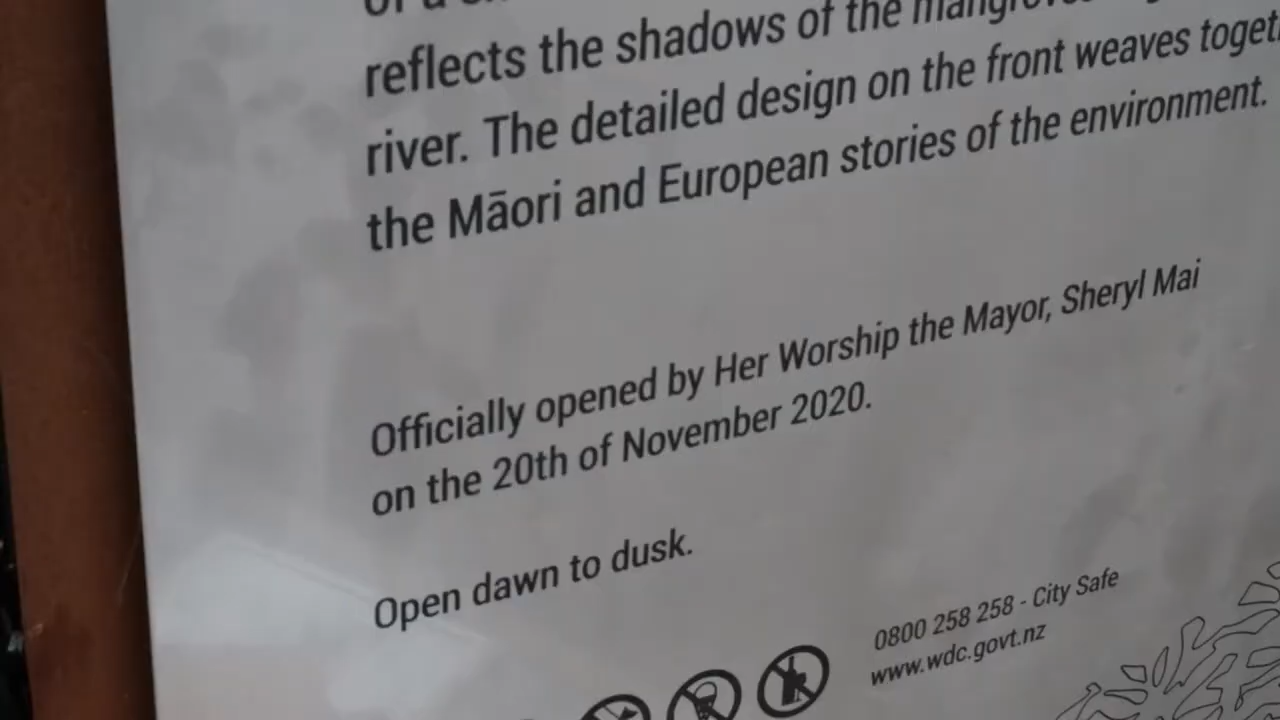 of a
reflects the shadows of the
river. The detailed design on the front weaves
the Māori and European stories of the environment.
Officially opened by Her Worship the Mayor, Sheryl Mai
on the 20th of November 2020.
Open dawn to dusk.
0800 258 258 - City Safe
www.wdc.govt.nz